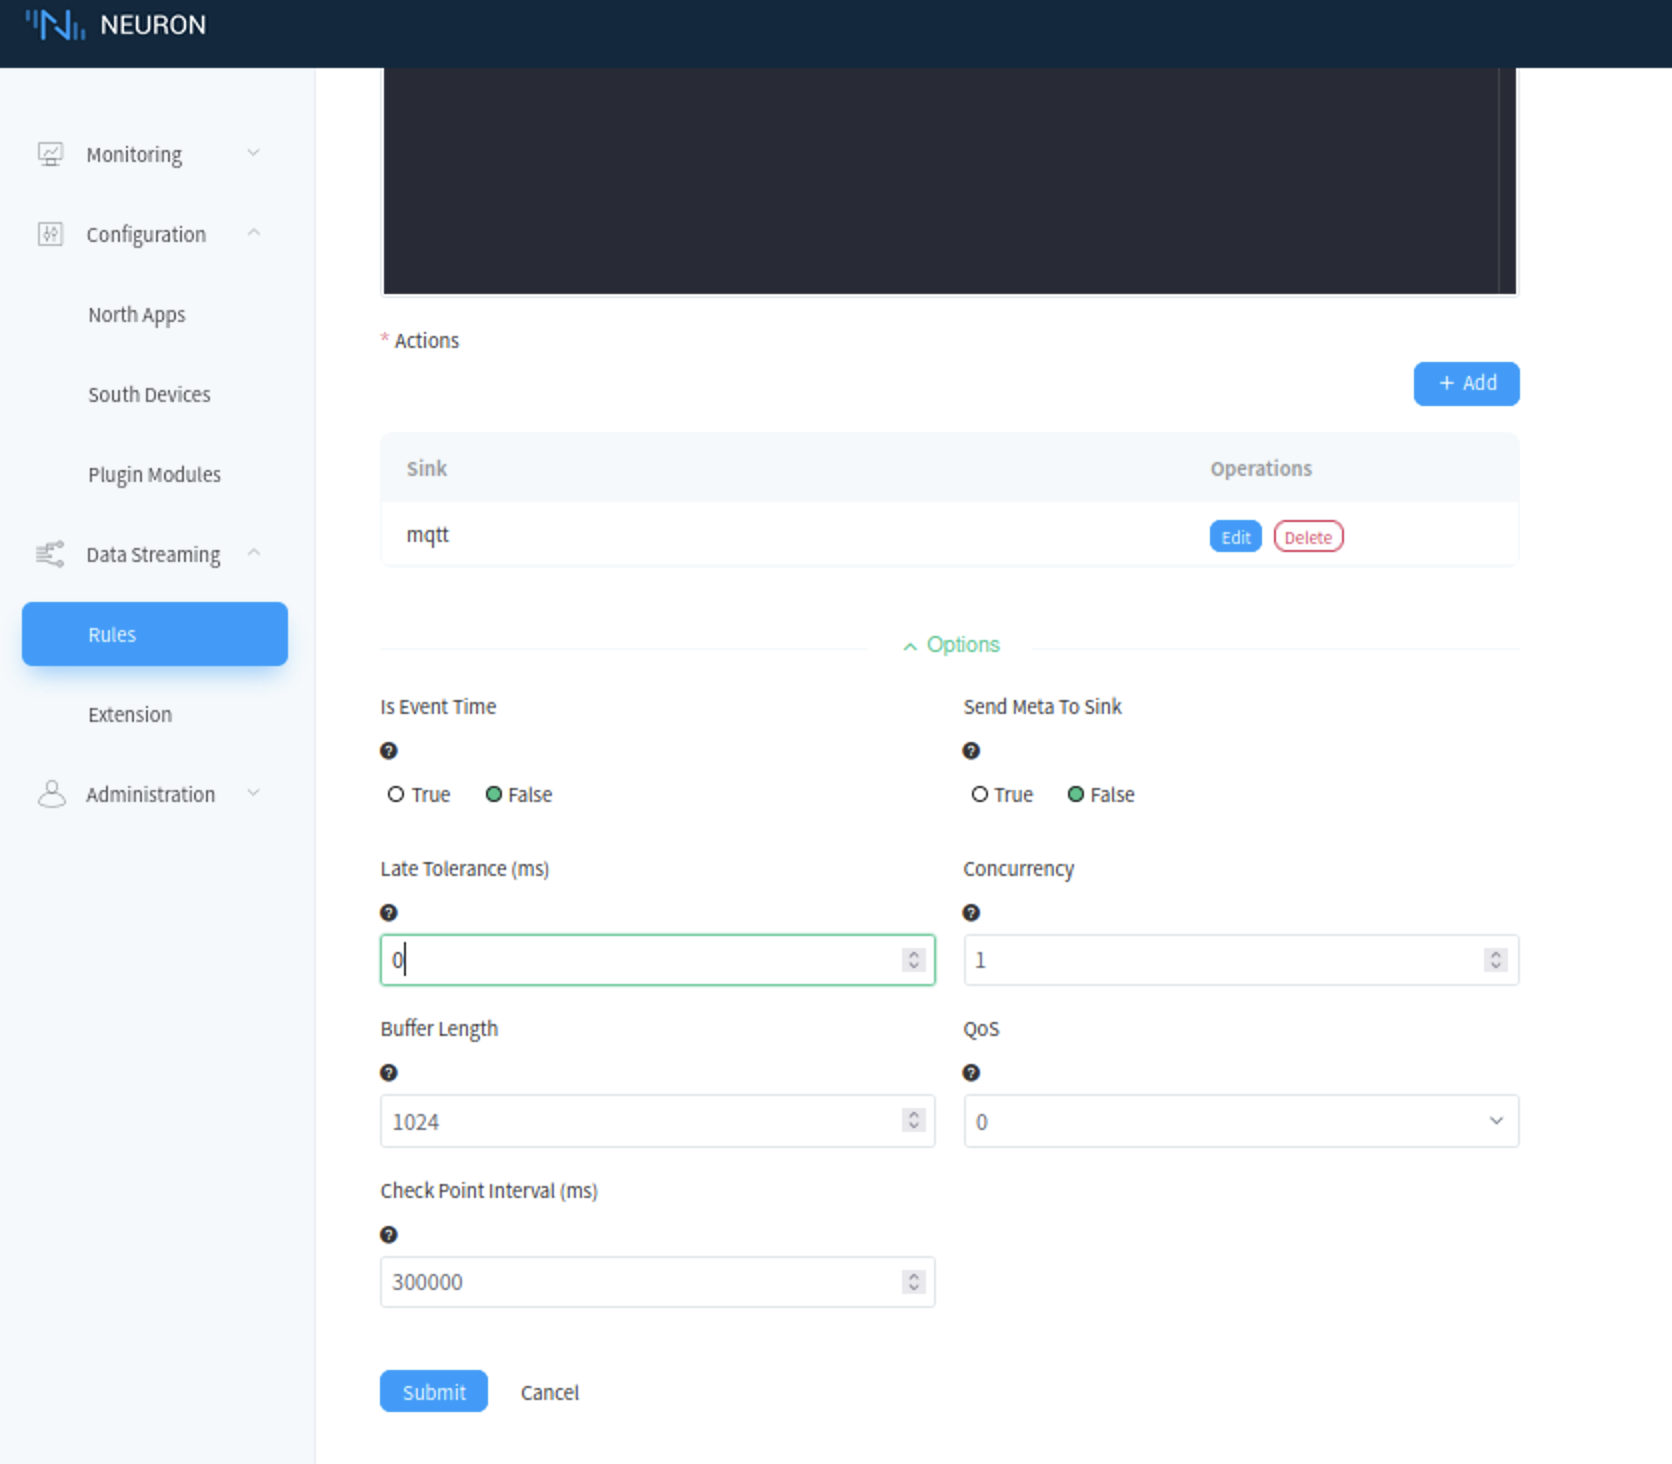 NEURON
Monitoring
Configuration
North Apps
South Devices
Plugin Modules
Data Streaming
Rules
Extension
Administration
* Actions
+ Add
Sink Operations
mqtt Edit Delete
Options
Is Event Time Send Meta To Sink
True False True False
Late Tolerance (ms) Concurrency
0 1
Buffer Length QoS
1024 0
Check Point Interval (ms)
300000
Submit Cancel